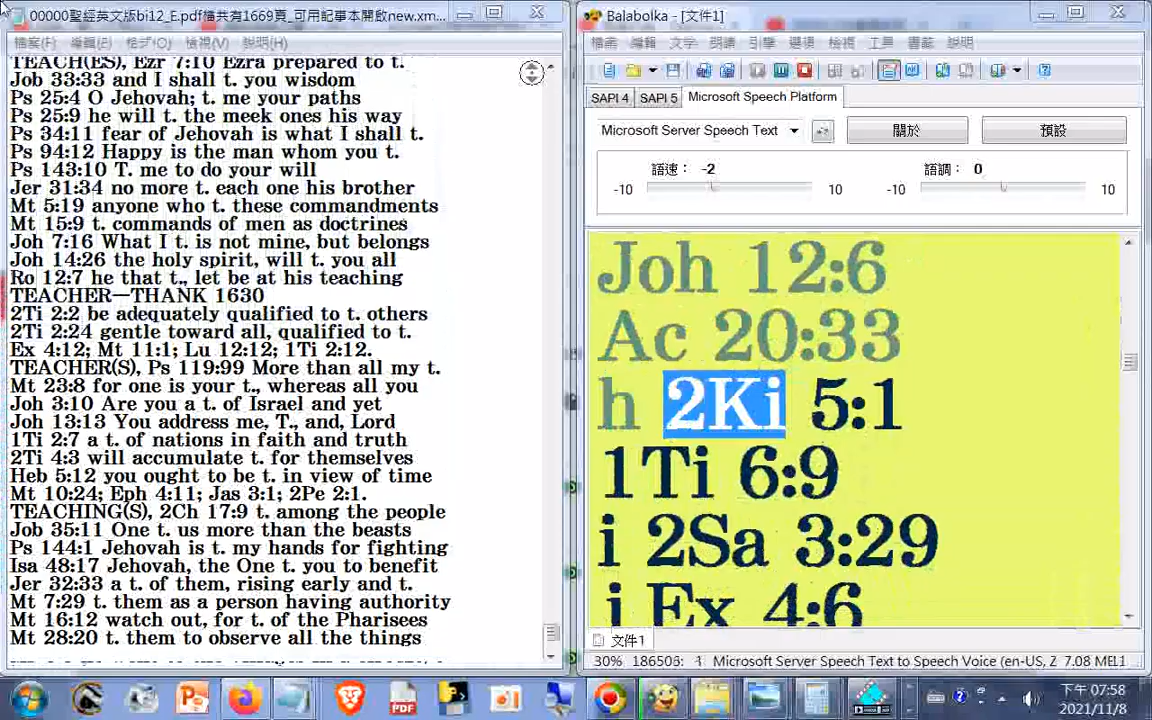 00000聖經英文版bi12_E.pdf檔共有1669頁_可用記事本開啟new.xm...
檔案(F) 編輯(E) 格式(O) 檢視(V) 說明(H)
TEACH(ES), Ezr 7:10 Ezra prepared to t.
Job 33:33 and I shall t. you wisdom
Ps 25:4 O Jehovah; t. me your paths
Ps 25:9 he will t. the meek ones his way
Ps 34:11 fear of Jehovah is what I shall t.
Ps 94:12 Happy is the man whom you t.
Ps 143:10 T. me to do your will
Jer 31:34 no more t. each one his brother
Mt 5:19 anyone who t. these commandments
Mt 15:9 t. commands of men as doctrines
Joh 7:16 What I t. is not mine, but belongs
Joh 14:26 the holy spirit, will t. you all
Ro 12:7 he that t., let be at his teaching
TEACHER—THANK 1630
2Ti 2:2 be adequately qualified to t. others
2Ti 2:24 gentle toward all, qualified to t.
Ex 4:12; Mt 11:1; Lu 12:12; 1Ti 2:12.
TEACHER(S), Ps 119:99 More than all my t.
Mt 23:8 for one is your t., whereas all you
Joh 3:10 Are you a t. of Israel and yet
Joh 13:13 You address me, T., and, Lord
1Ti 2:7 a t. of nations in faith and truth
2Ti 4:3 will accumulate t. for themselves
Heb 5:12 you ought to be t. in view of time
Mt 10:24; Eph 4:11; Jas 3:1; 2Pe 2:1.
TEACHING(S), 2Ch 17:9 t. among the people
Job 35:11 One t. us more than the beasts
Ps 144:1 Jehovah is t. my hands for fighting
Isa 48:17 Jehovah, the One t. you to benefit
Jer 32:33 a t. of them, rising early and t.
Mt 7:29 t. them as a person having authority
Mt 16:12 watch out, for t. of the Pharisees
Mt 28:20 t. them to observe all the things
Balabolka - [文件1]
檔案 編輯 文字 朗讀 引擎 選項 檢視 工具 書籤 說明
SAPI 4 SAPI 5 Microsoft Speech Platform
Microsoft Server Speech Text 關於 預設
語速: -2 語調: 0
-10 10 -10 10
Joh 12:6
Ac 20:33
h 2Ki 5:1
1Ti 6:9
i 2Sa 3:29
j Ex 4:6
文件1
30% Microsoft Server Speech Text to Speech Voice (en-US, Z
下午 07:58
2021/11/8